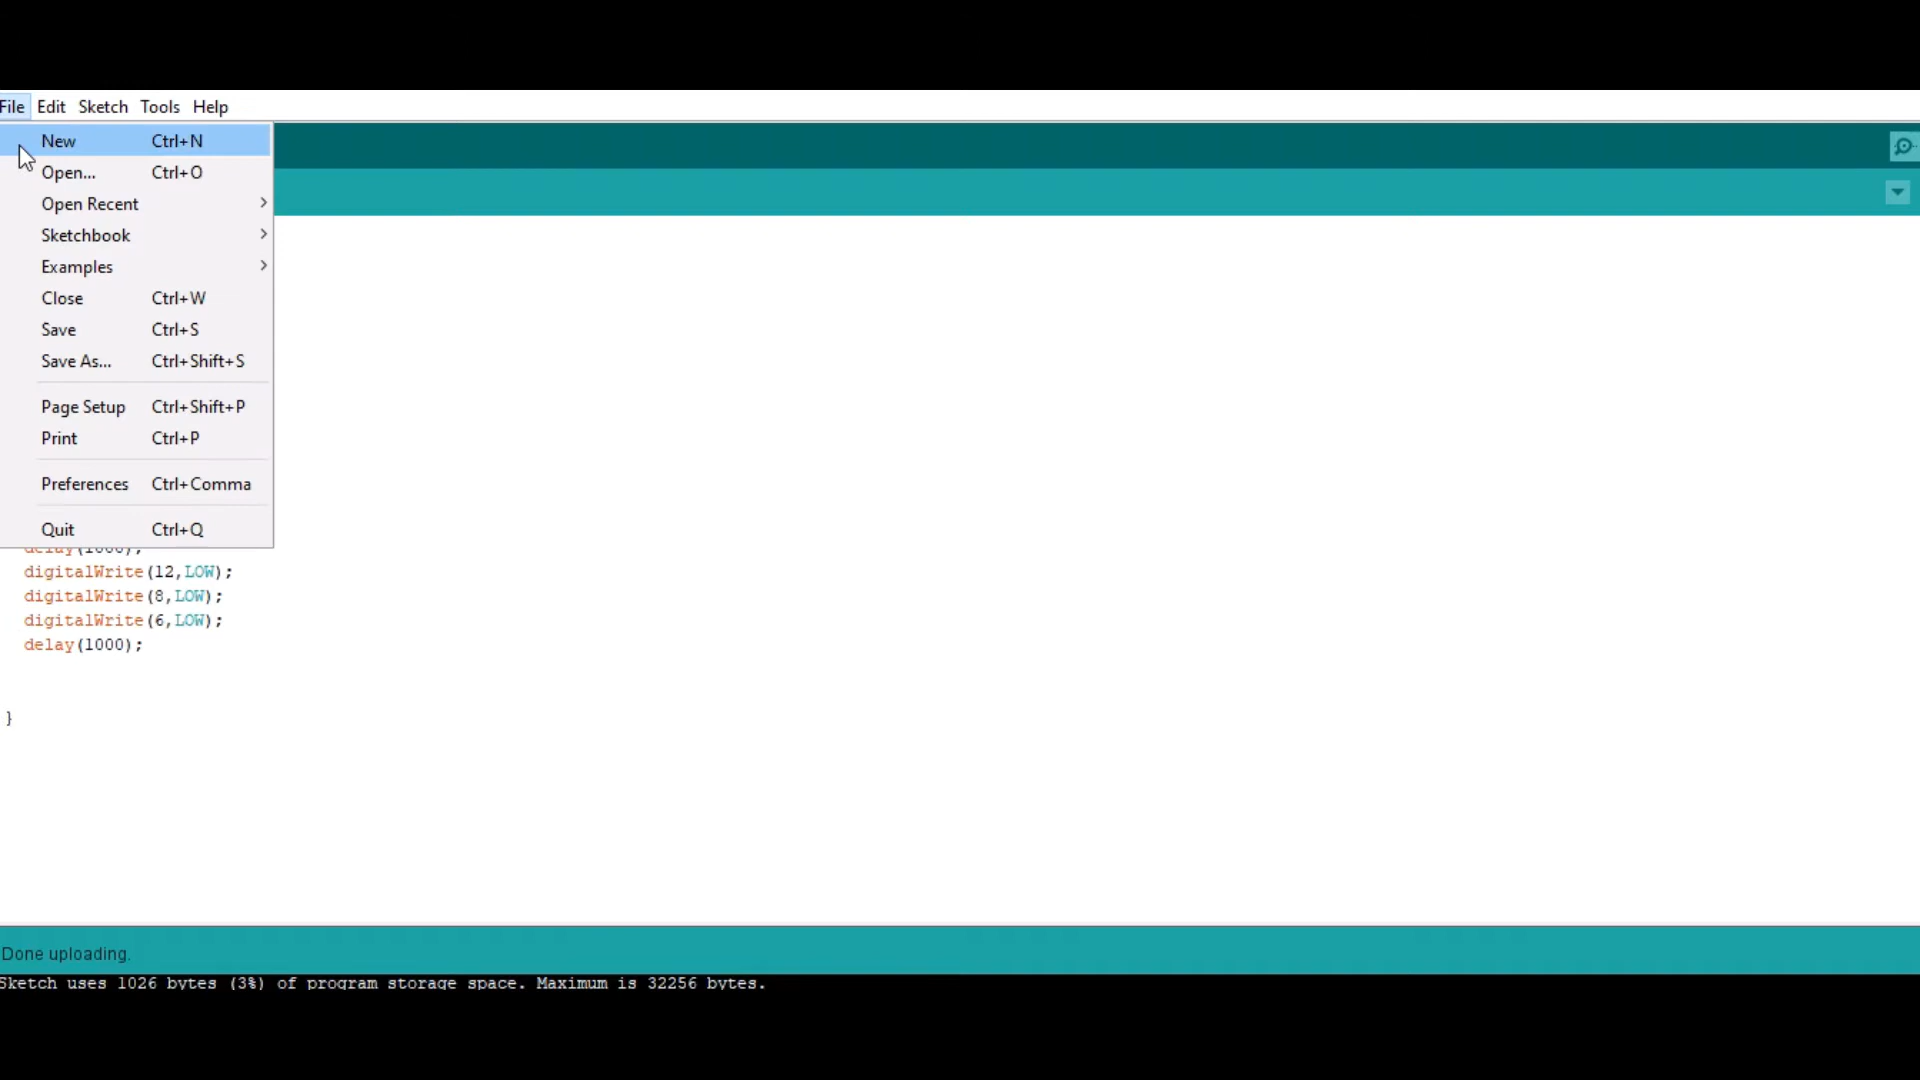 File Edit Sketch Tools Help
New Ctrl+N
Open... Ctrl+O
Open Recent
Sketchbook
Examples
Close Ctrl+W
Save Ctrl+S
Save As... Ctrl+Shift+S
Page Setup Ctrl+Shift+P
Print Ctrl+P
Preferences Ctrl+Comma
Quit Ctrl+Q
delay(1000);
digitalWrite(12,LOW);
digitalWrite(8,LOW);
digitalWrite(6,LOW);
delay(1000);
}
Done uploading.
Sketch uses 1026 bytes (3%) of program storage space. Maximum is 32256 bytes.